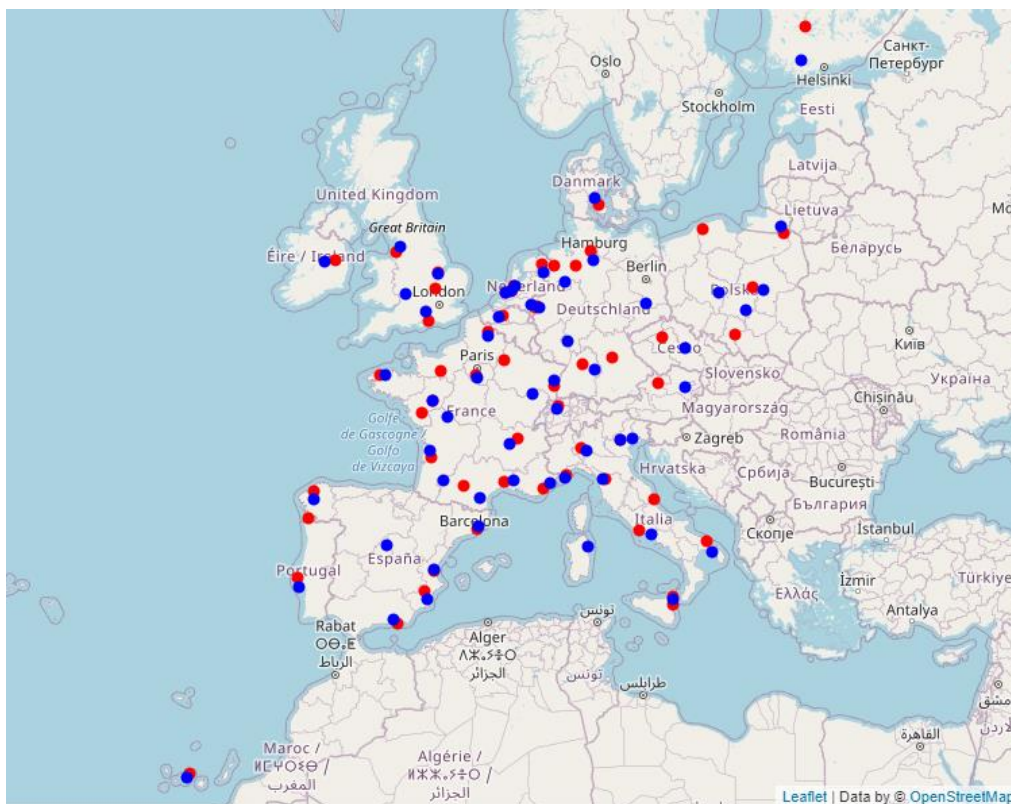 Санкт-
Петербург
Oslo
Helsinki
Stockholm
Eesti
Latvija
Danmark
United Kingdom
Lietuva
Great Britain
Éire / Ireland
Hamburg
Беларусь
Berlin
Nederland
Polska
London
Deutschland
Київ
Česko
Paris
Slovensko
Україна
Magyarország
Chișinău
France
Golfe
de Gascogne /
Golfo
de Vizcaya
Zagreb
România
Hrvatska
Србија
București
България
Barcelona
Italia
Скопје
İstanbul
España
Portugal
Ελλάς
İzmir
Türkiye
Antalya
تونس
Rabat
ⵔⴱⴰⵟ
الرباط
Alger
الجزائر
تونس
طرابلس
دمشق
الاردن
القاهرة
Maroc /
ⵍⵎⵖⵔⵉⴱ /
المغرب
Algérie /
الجزائر
Leaflet | Data by © OpenStreetMap